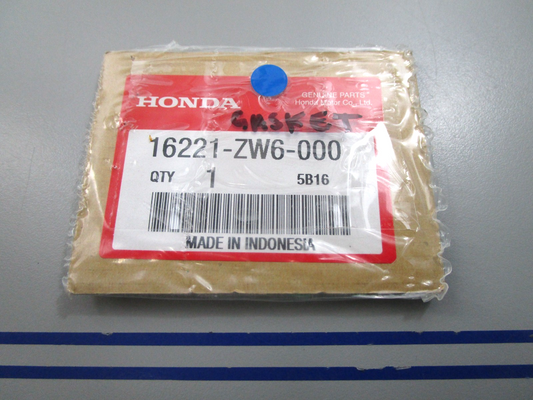 HONDA
GENUINE PARTS
Honda Motor Co., Ltd.
GASKET
16221-ZW6-000
QTY 1 5B16
MADE IN INDONESIA